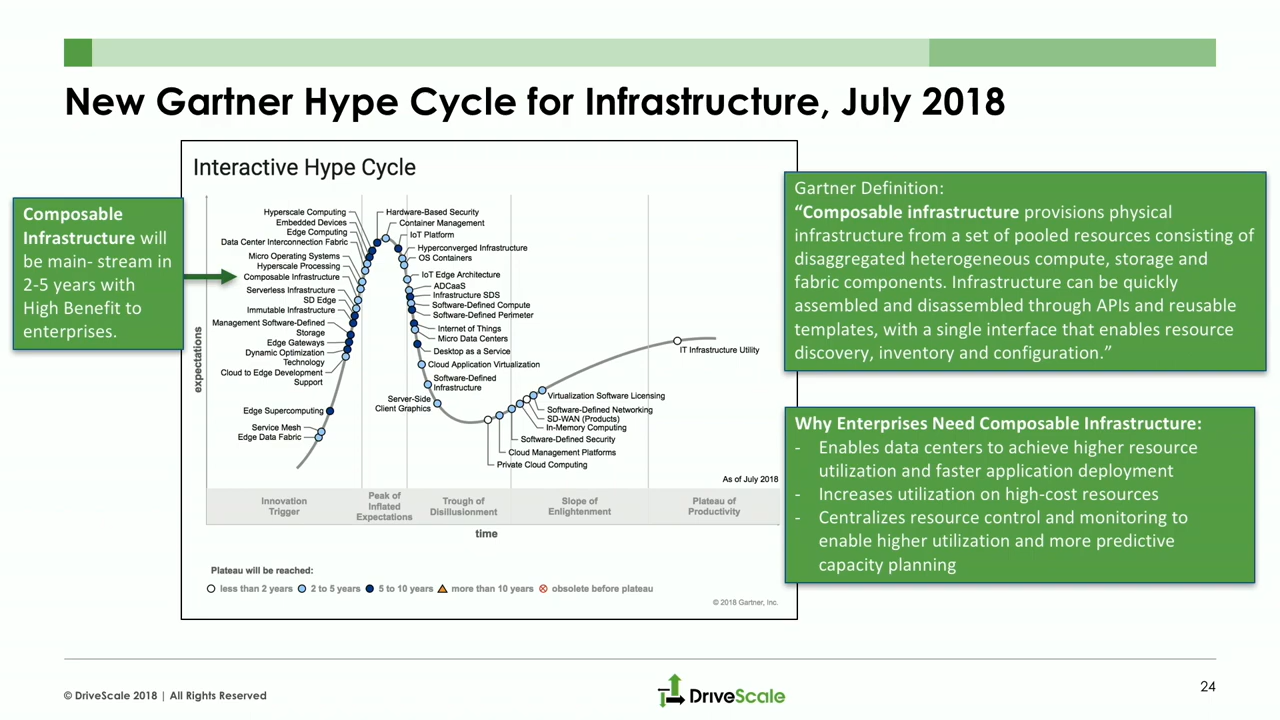 New Gartner Hype Cycle for Infrastructure, July 2018
Composable
Infrastructure will
be main- stream in
2-5 years with
High Benefit to
enterprises.
Interactive Hype Cycle
expectations
Hyperscale Computing
Embedded Devices
Edge Computing
Data Center Interconnection Fabric
Micro Operating Systems
Hyperscale Processing
Composable Infrastructure
Serverless Infrastructure
SD Edge
Immutable Infrastructure
Management Software-Defined
Storage
Edge Gateways
Dynamic Optimization
Technology
Cloud to Edge Development
Support
Edge Supercomputing
Service Mesh
Edge Data Fabric
Hardware-Based Security
Container Management
IoT Platform
Hyperconverged Infrastructure
OS Containers
IoT Edge Architecture
ADCaaS
Infrastructure SDS
Software-Defined Compute
Software-Defined Perimeter
Internet of Things
Micro Data Centers
Desktop as a Service
Cloud Application Virtualization
Software-Defined
Infrastructure
Server-Side
Client Graphics
IT Infrastructure Utility
Virtualization Software Licensing
Software-Defined Networking
SD-WAN (Products)
In-Memory Computing
Software-Defined Security
Cloud Management Platforms
Private Cloud Computing
As of July 2018
Innovation
Trigger
Peak of
Inflated
Expectations
Trough of
Disillusionment
Slope of
Enlightenment
Plateau of
Productivity
time
Plateau will be reached:
less than 2 years 2 to 5 years 5 to 10 years more than 10 years obsolete before plateau
© 2018 Gartner, Inc.
Gartner Definition:
“Composable infrastructure provisions physical
infrastructure from a set of pooled resources consisting of
disaggregated heterogeneous compute, storage and
fabric components. Infrastructure can be quickly
assembled and disassembled through APIs and reusable
templates, with a single interface that enables resource
discovery, inventory and configuration.”
Why Enterprises Need Composable Infrastructure:
- Enables data centers to achieve higher resource
utilization and faster application deployment
- Increases utilization on high-cost resources
- Centralizes resource control and monitoring to
enable higher utilization and more predictive
capacity planning
© DriveScale 2018 | All Rights Reserved
DriveScale
24